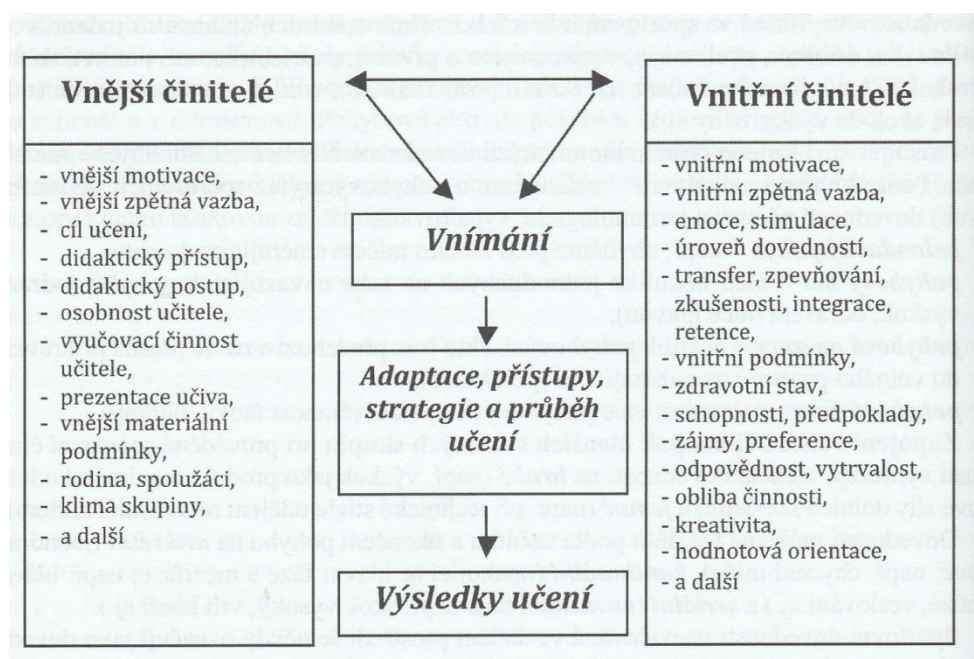 Vnější činitelé
- vnější motivace,
- vnější zpětná vazba,
- cíl učení,
- didaktický přístup,
- didaktický postup,
- osobnost učitele,
- vyučovací činnost
učitele,
- prezentace učiva,
- vnější materiální
podmínky,
- rodina, spolužáci,
klima skupiny,
- a další
Vnímání
Adaptace, přístupy,
strategie a průběh
učení
Výsledky učení
Vnitřní činitelé
- vnitřní motivace,
- vnitřní zpětná vazba,
- emoce, stimulace,
- úroveň dovedností,
- transfer, zpevňování,
zkušenosti, integrace,
retence,
- vnitřní podmínky,
- zdravotní stav,
- schopnosti, předpoklady,
- zájmy, preference,
- odpovědnost, vytrvalost,
- obliba činnosti,
- kreativita,
- hodnotová orientace,
- a další